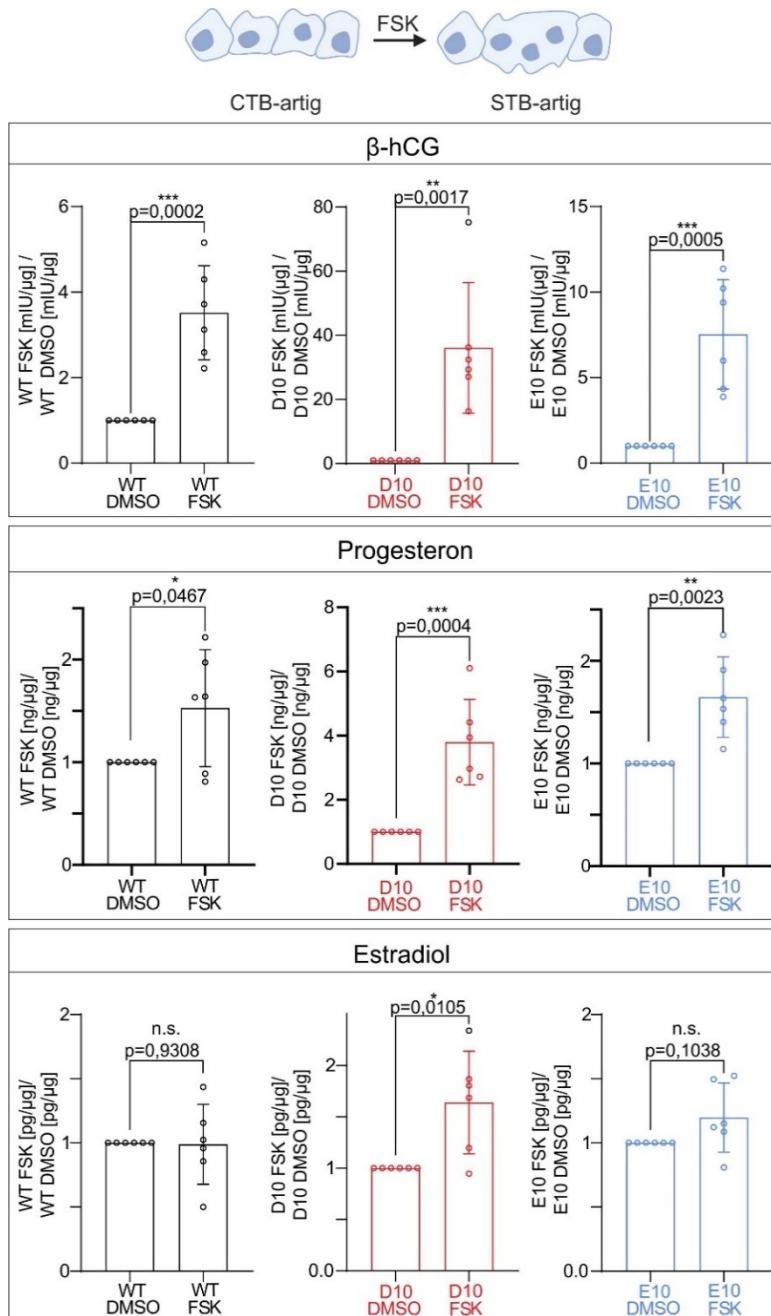 FSK
CTB-artig
STB-artig
β-hCG
***
p=0,0002
6
4
2
0
WT FSK [mIU/µg] /
WT DMSO [mIU/µg]
WT
DMSO
WT
FSK
**
p=0,0017
80
60
40
20
0
D10 FSK [mIU(µg] /
D10 DMSO [mIU/µg]
D10
DMSO
D10
FSK
***
p=0,0005
15
10
5
0
E10 FSK [mIU/µg] /
E10 DMSO [mIU/µg]
E10
DMSO
E10
FSK
Progesteron
*
p=0,0467
2
1
0
WT FSK [ng/µg]/
WT DMSO [ng/µg]
WT
DMSO
WT
FSK
***
p=0,0004
8
6
4
2
0
D10 FSK [ng/µg]/
D10 DMSO [ng/µg]
D10
DMSO
D10
FSK
**
p=0,0023
2
1
0
E10 FSK [ng/µg]/
E10 DMSO [ng/µg]
E10
DMSO
E10
FSK
Estradiol
n.s.
p=0,9308
2
1
0
WT FSK [pg/µg]/
WT DMSO [pg/µg]
WT
DMSO
WT
FSK
*
p=0,0105
2
1
0.0
D10 FSK [pg/µg]/
D10 DMSO [pg/µg]
D10
DMSO
D10
FSK
n.s.
p=0,1038
2
1
0.0
E10 FSK [pg/µg]/
E10 DMSO [pg/µg]
E10
DMSO
E10
FSK